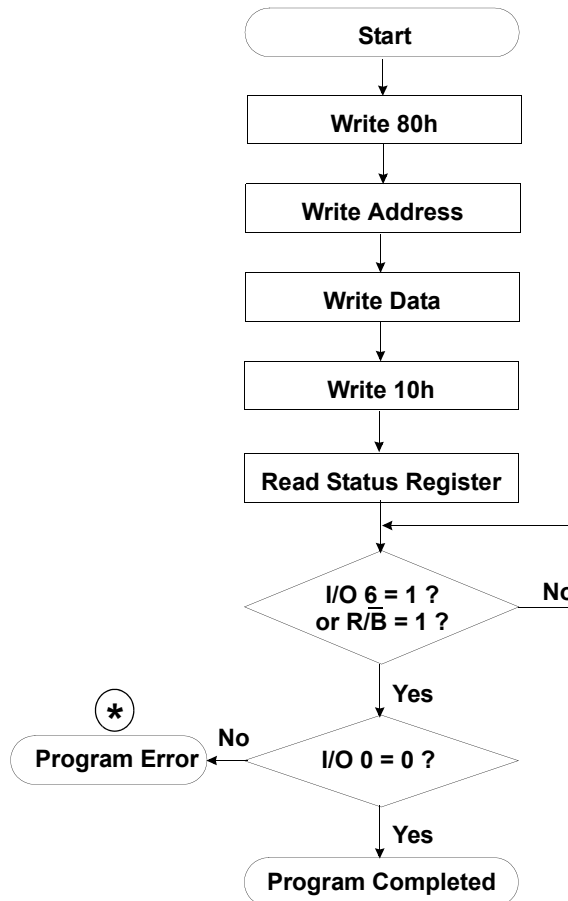 Start
Write 80h
Write Address
Write Data
Write 10h
Read Status Register
I/O 6 = 1 ?
or R/B̅ = 1 ?
No
Yes
*
No
Program Error
I/O 0 = 0 ?
Yes
Program Completed